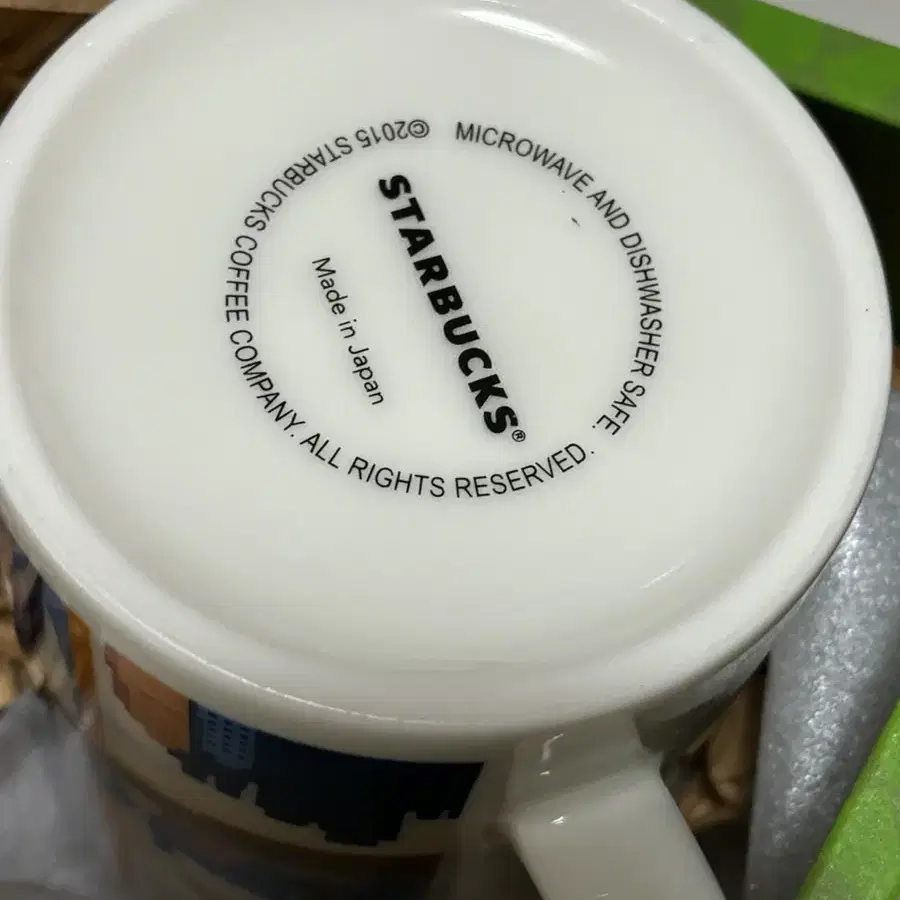 STARBUCKS®
Made in Japan
MICROWAVE AND DISHWASHER SAFE.
©2015 STARBUCKS COFFEE COMPANY. ALL RIGHTS RESERVED.